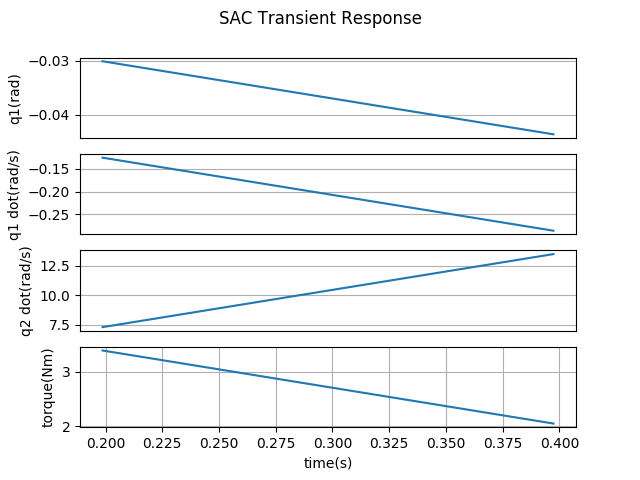 SAC Transient Response
−0.03
−0.04
q1(rad)
−0.15
−0.20
−0.25
q1 dot(rad/s)
12.5
10.0
7.5
q2 dot(rad/s)
3
2
torque(Nm)
0.200 0.225 0.250 0.275 0.300 0.325 0.350 0.375 0.400
time(s)